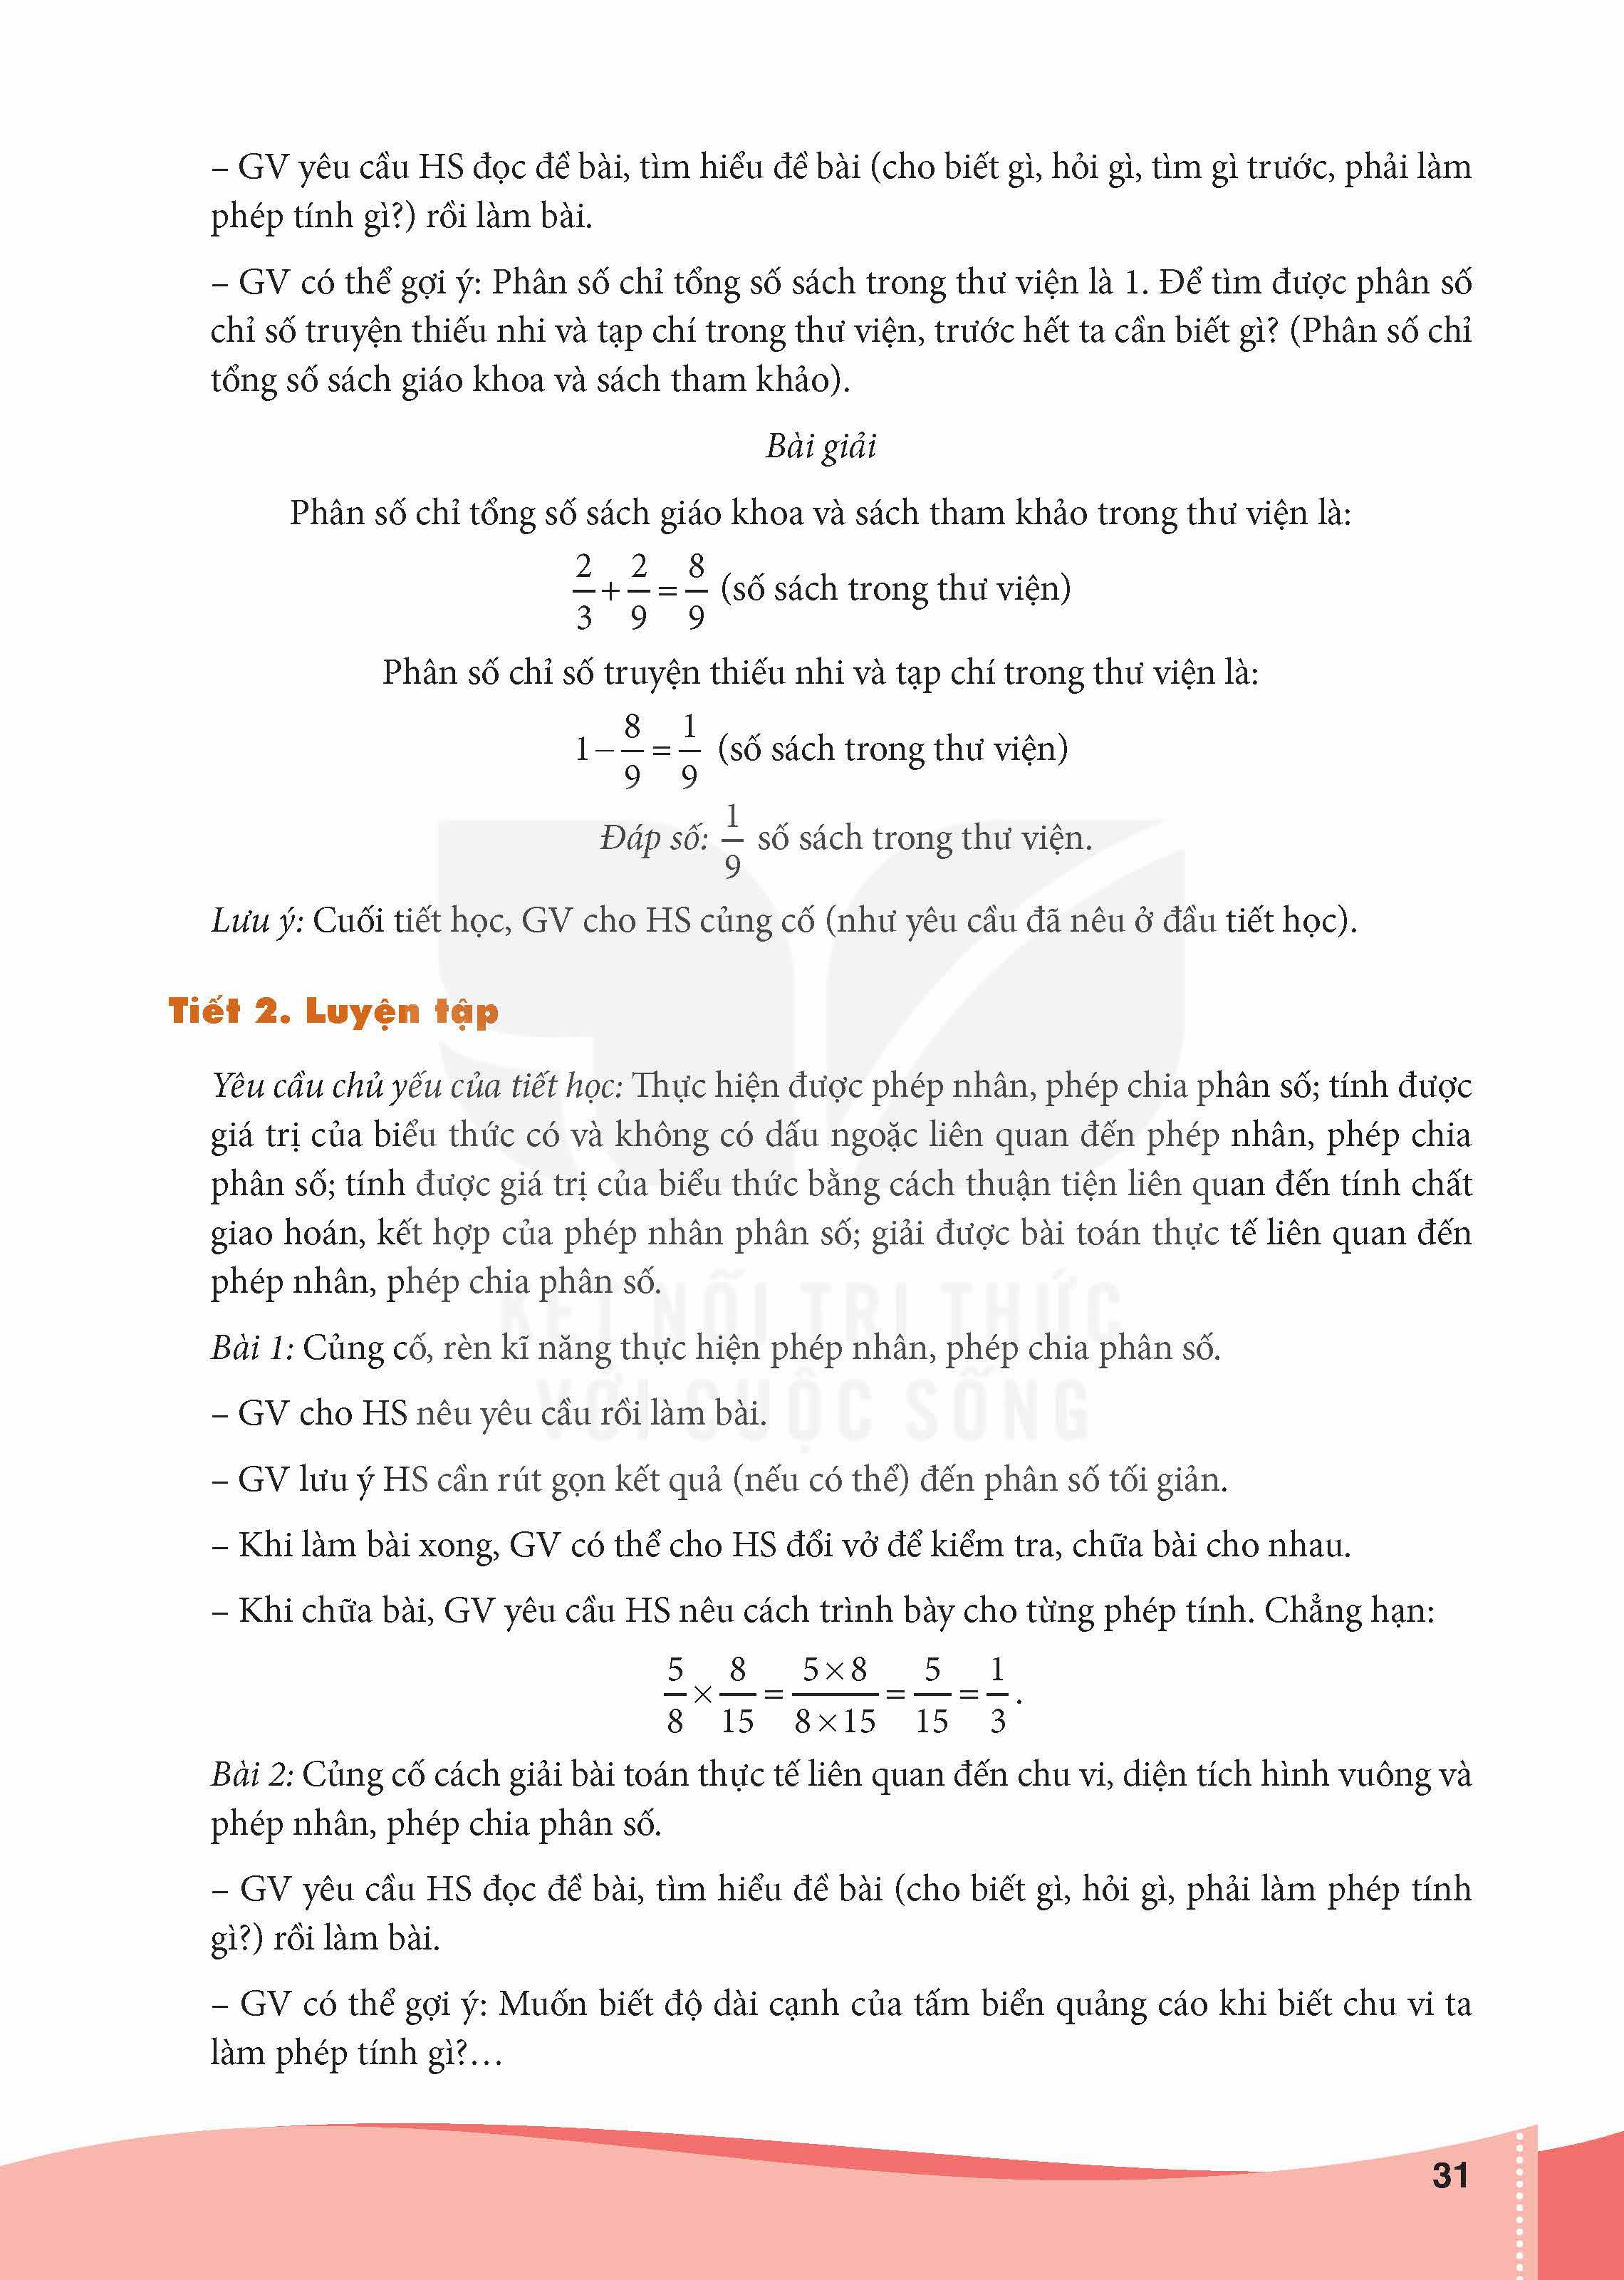 – GV yêu cầu HS đọc đề bài, tìm hiểu đề bài (cho biết gì, hỏi gì, tìm gì trước, phải làm
phép tính gì?) rồi làm bài.
– GV có thể gợi ý: Phân số chỉ tổng số sách trong thư viện là 1. Để tìm được phân số
chỉ số truyện thiếu nhi và tạp chí trong thư viện, trước hết ta cần biết gì? (Phân số chỉ
tổng số sách giáo khoa và sách tham khảo).
Bài giải
Phân số chỉ tổng số sách giáo khoa và sách tham khảo trong thư viện là:
2/3 + 2/9 = 8/9 (số sách trong thư viện)
Phân số chỉ số truyện thiếu nhi và tạp chí trong thư viện là:
1 – 8/9 = 1/9 (số sách trong thư viện)
Đáp số: 1/9 số sách trong thư viện.
Lưu ý: Cuối tiết học, GV cho HS củng cố (như yêu cầu đã nêu ở đầu tiết học).
Tiết 2. Luyện tập
Yêu cầu chủ yếu của tiết học: Thực hiện được phép nhân, phép chia phân số; tính được
giá trị của biểu thức có và không có dấu ngoặc liên quan đến phép nhân, phép chia
phân số; tính được giá trị của biểu thức bằng cách thuận tiện liên quan đến tính chất
giao hoán, kết hợp của phép nhân phân số; giải được bài toán thực tế liên quan đến
phép nhân, phép chia phân số.
KẾT NỐI TRI THỨC
Bài 1: Củng cố, rèn kĩ năng thực hiện phép nhân, phép chia phân số.
VỚI CUỘC SỐNG
– GV cho HS nêu yêu cầu rồi làm bài.
– GV lưu ý HS cần rút gọn kết quả (nếu có thể) đến phân số tối giản.
– Khi làm bài xong, GV có thể cho HS đổi vở để kiểm tra, chữa bài cho nhau.
– Khi chữa bài, GV yêu cầu HS nêu cách trình bày cho từng phép tính. Chẳng hạn:
5/8 × 8/15 = 5×8/8×15 = 5/15 = 1/3.
Bài 2: Củng cố cách giải bài toán thực tế liên quan đến chu vi, diện tích hình vuông và
phép nhân, phép chia phân số.
– GV yêu cầu HS đọc đề bài, tìm hiểu đề bài (cho biết gì, hỏi gì, phải làm phép tính
gì?) rồi làm bài.
– GV có thể gợi ý: Muốn biết độ dài cạnh của tấm biển quảng cáo khi biết chu vi ta
làm phép tính gì?…
31